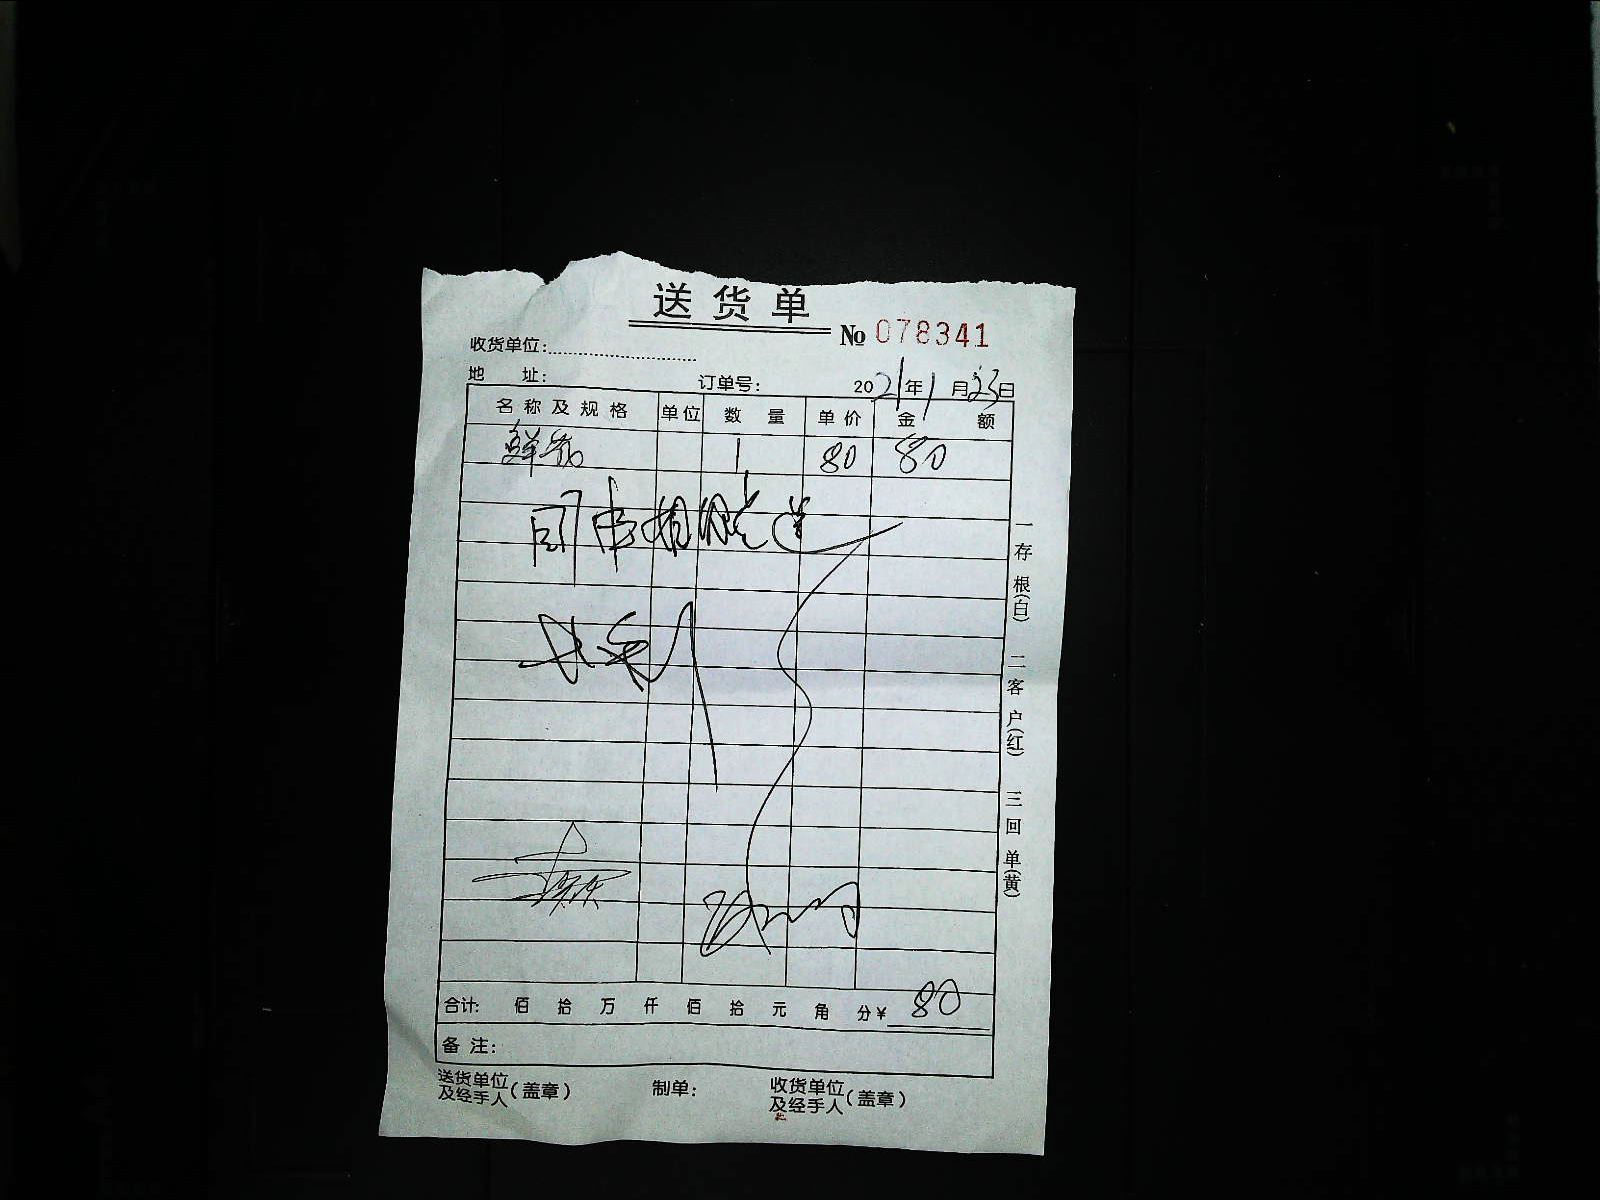 送货单
№ 078341
收货单位:
地 址: 订单号: 2021年1月23日
名称及规格 单位 数量 单价 金额
鲜花 1 80 80
合计: 佰 拾 万 仟 佰 拾 元 角 分 ¥ 80
备注:
送货单位及经手人(盖章) 制单: 收货单位及经手人(盖章)
一存根(白) 二客户(红) 三回单(黄)